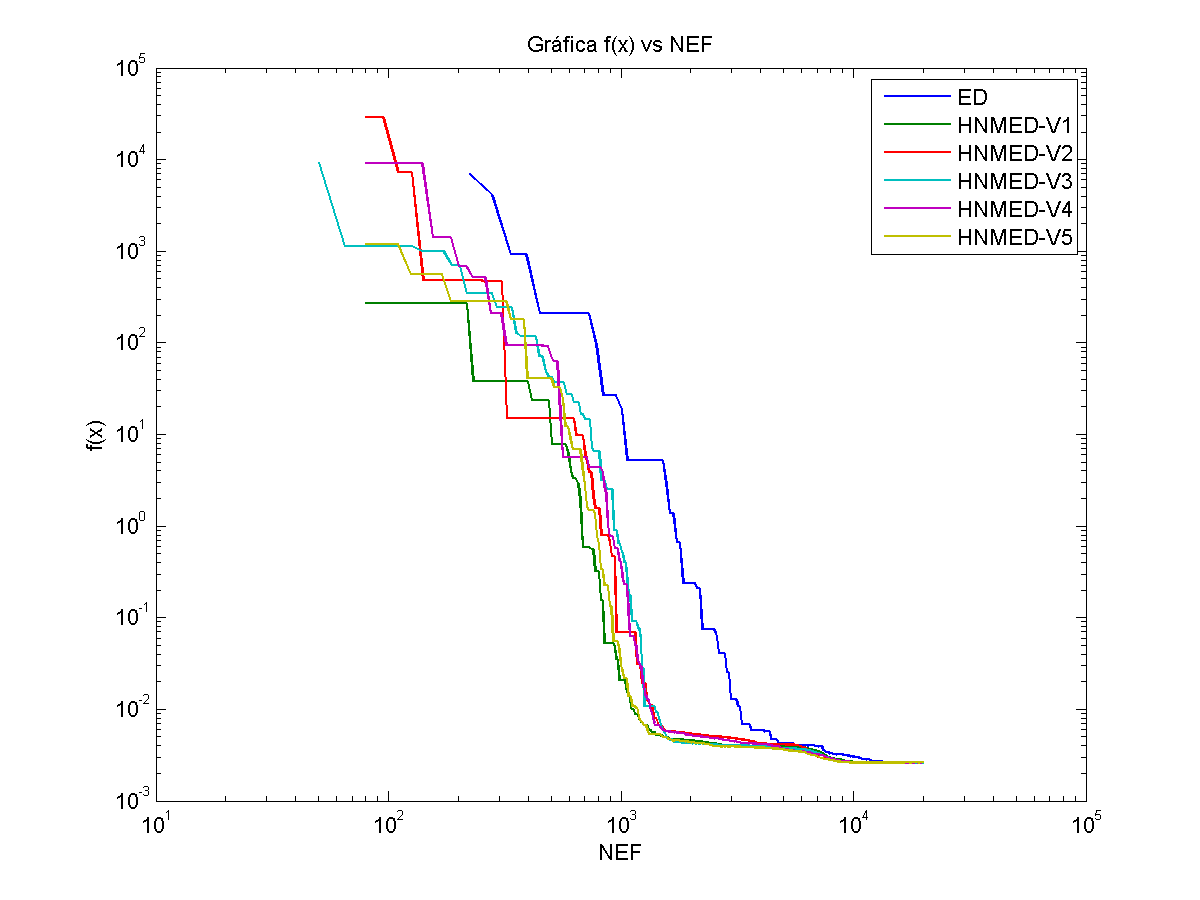 Gráfica f(x) vs NEF
10^5
10^4
10^3
10^2
10^1
10^0
10^-1
10^-2
10^-3
f(x)
10^1 10^2 10^3 10^4 10^5
NEF
ED
HNMED-V1
HNMED-V2
HNMED-V3
HNMED-V4
HNMED-V5